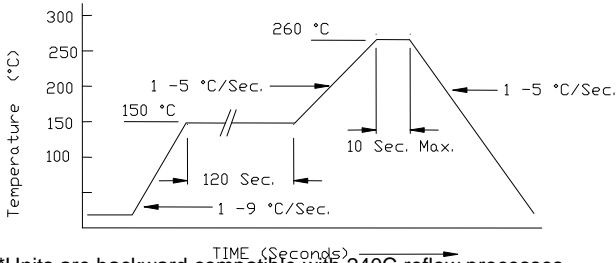 300
260 °C
250
Temperature (°C)
200
1 -5 °C/Sec.
1 -5 °C/Sec.
150 °C
150
10 Sec. Max.
100
120 Sec.
1 -9 °C/Sec.
TIME (Seconds)
*Units are backward compatible with 240C reflow processes